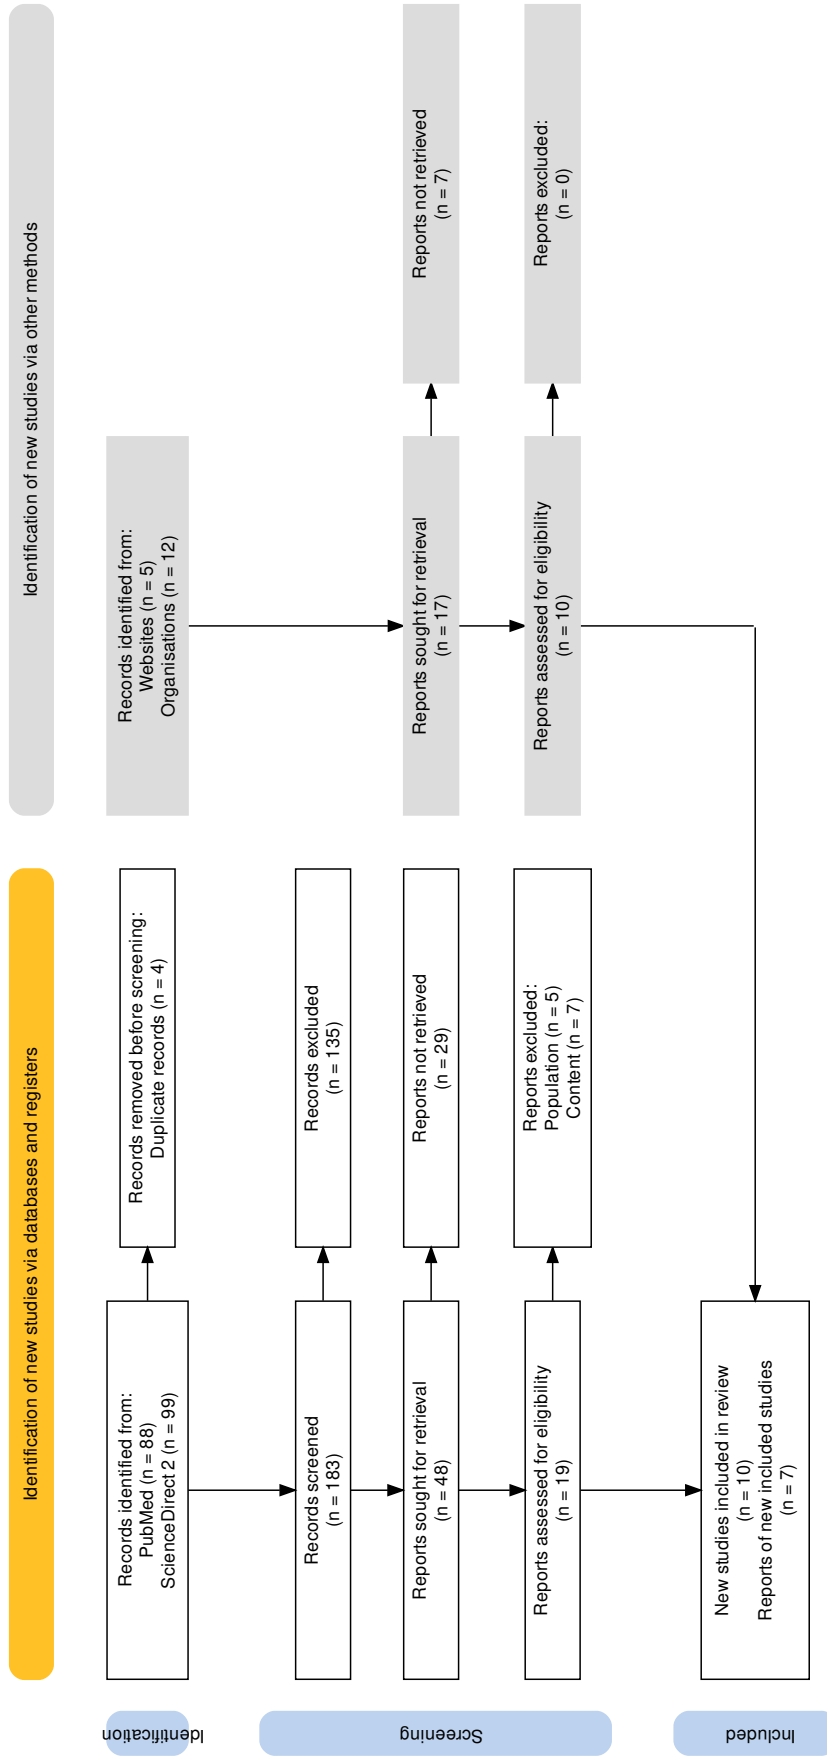 Identification of new studies via databases and registers
Identification of new studies via other methods
Identification
Records identified from:
PubMed (n = 88)
ScienceDirect 2 (n = 99)
Records removed before screening:
Duplicate records (n = 4)
Records identified from:
Websites (n = 5)
Organisations (n = 12)
Screening
Records screened
(n = 183)
Records excluded
(n = 135)
Reports sought for retrieval
(n = 48)
Reports not retrieved
(n = 29)
Reports sought for retrieval
(n = 17)
Reports not retrieved
(n = 7)
Reports assessed for eligibility
(n = 19)
Reports excluded:
Population (n = 5)
Content (n = 7)
Reports assessed for eligibility
(n = 10)
Reports excluded:
(n = 0)
Included
New studies included in review
(n = 10)
Reports of new included studies
(n = 7)